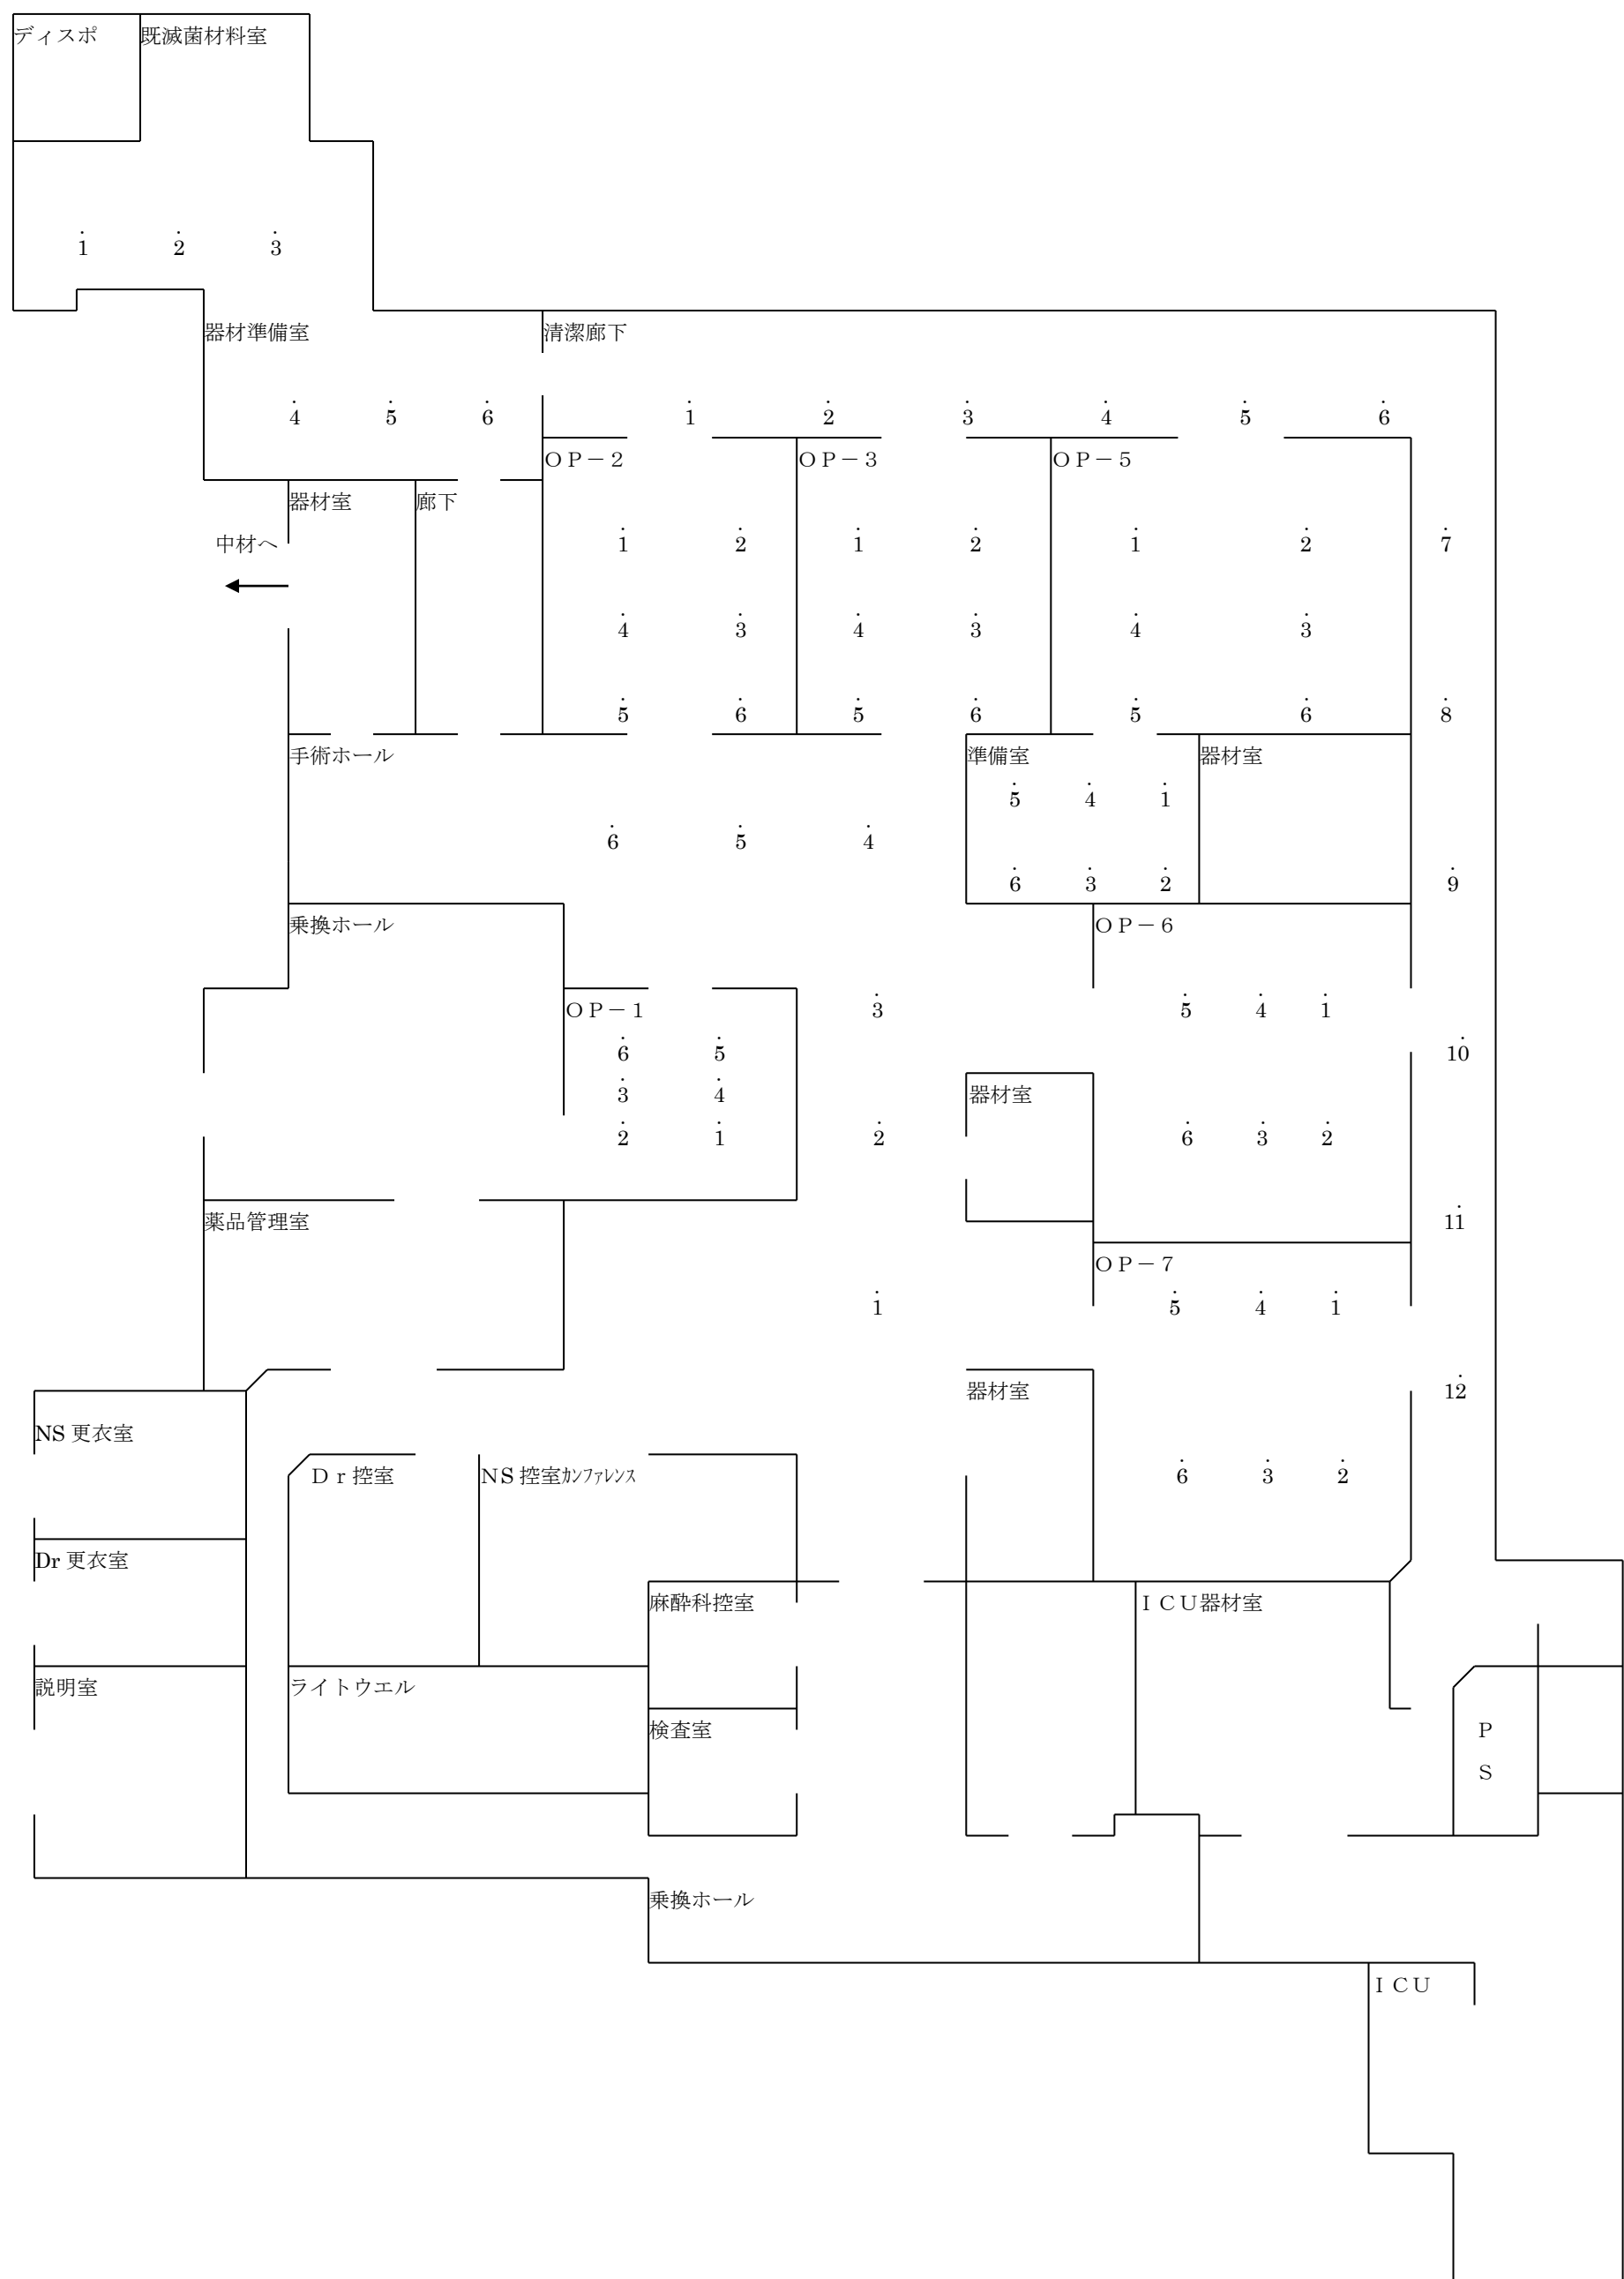 ディスポ 既滅菌材料室
1 2 3
器材準備室 清潔廊下
4 5 6 1 2 3 4 5 6
ＯＰ－２ ＯＰ－３ ＯＰ－５
器材室 廊下
中材へ 1 2 1 2 1 2 7
4 3 4 3 4 3
5 6 5 6 5 6 8
手術ホール 準備室 器材室
5 4 1
6 5 4
6 3 2 9
乗換ホール ＯＰ－６
ＯＰ－１ 3 5 4 1
6 5 10
3 4 器材室
2 1 2 6 3 2
薬品管理室 11
ＯＰ－７
1 5 4 1
器材室 12
NS 更衣室
Ｄｒ控室 ＮＳ控室ｶﾝﾌｧﾚﾝｽ 6 3 2
Dr 更衣室
麻酔科控室 ＩＣＵ器材室
説明室 ライトウエル
検査室 Ｐ
Ｓ
乗換ホール
ＩＣＵ